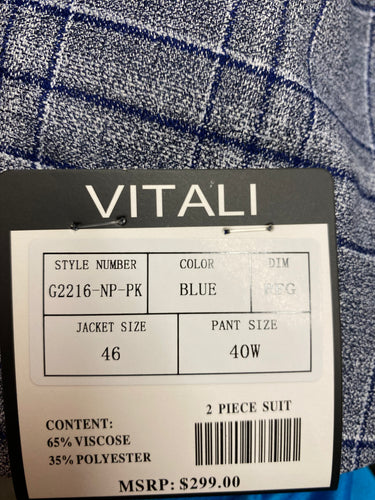 VITALI
STYLE NUMBER COLOR DIM
G2216-NP-PK BLUE REG
JACKET SIZE PANT SIZE
46 40W
2 PIECE SUIT
CONTENT:
65% VISCOSE
35% POLYESTER
MSRP: $299.00